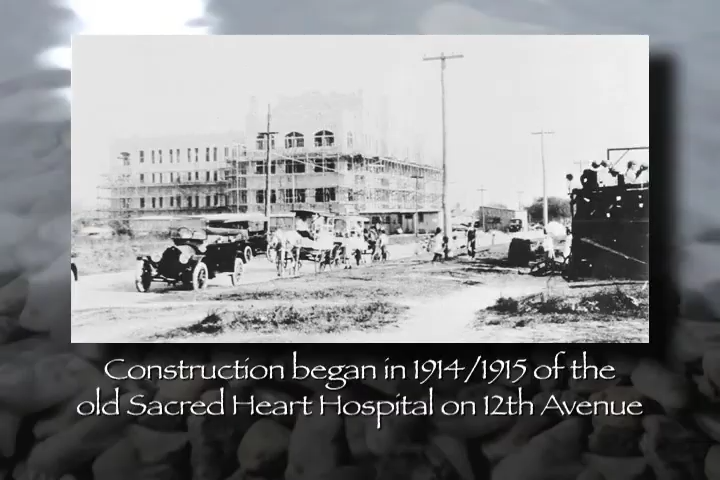 Construction began in 1914/1915 of the
old Sacred Heart Hospital on 12th Avenue